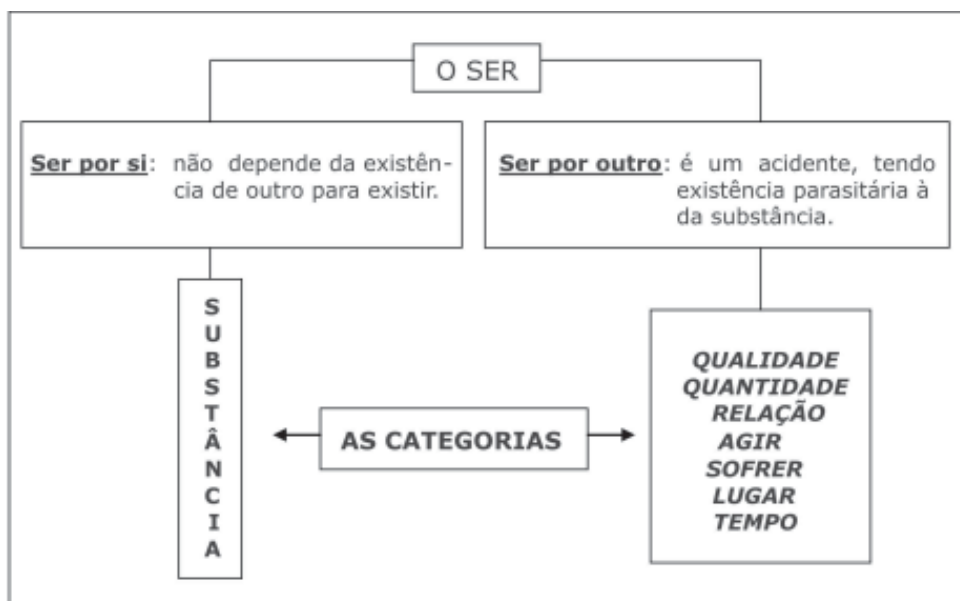 O SER
Ser por si: não depende da existên-
cia de outro para existir.
Ser por outro: é um acidente, tendo
existência parasitária à
da substância.
SUBSTÂNCIA
AS CATEGORIAS
QUALIDADE
QUANTIDADE
RELAÇÃO
AGIR
SOFRER
LUGAR
TEMPO